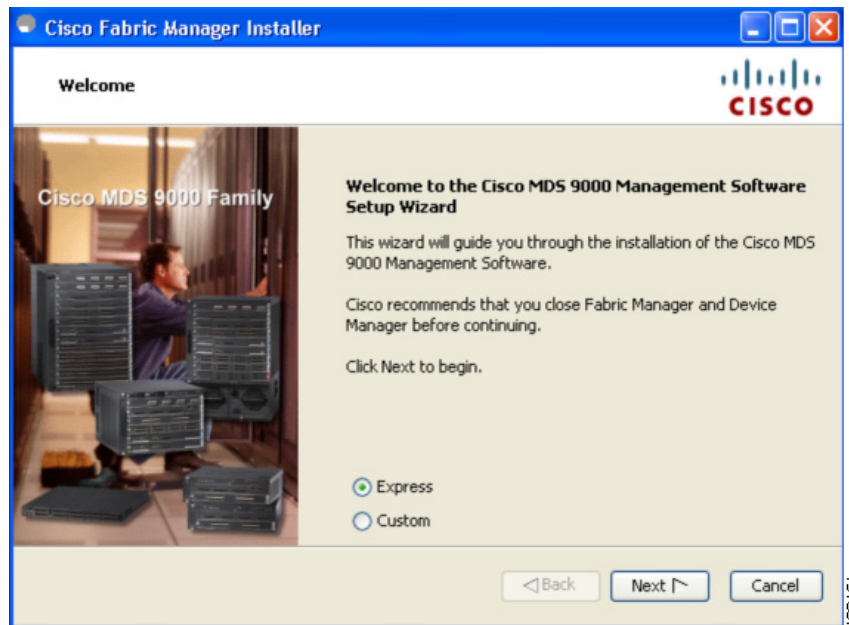 Cisco Fabric Manager Installer
Welcome
CISCO
Cisco MDS 9000 Family
Welcome to the Cisco MDS 9000 Management Software
Setup Wizard
This wizard will guide you through the installation of the Cisco MDS
9000 Management Software.
Cisco recommends that you close Fabric Manager and Device
Manager before continuing.
Click Next to begin.
Express
Custom
Back
Next
Cancel